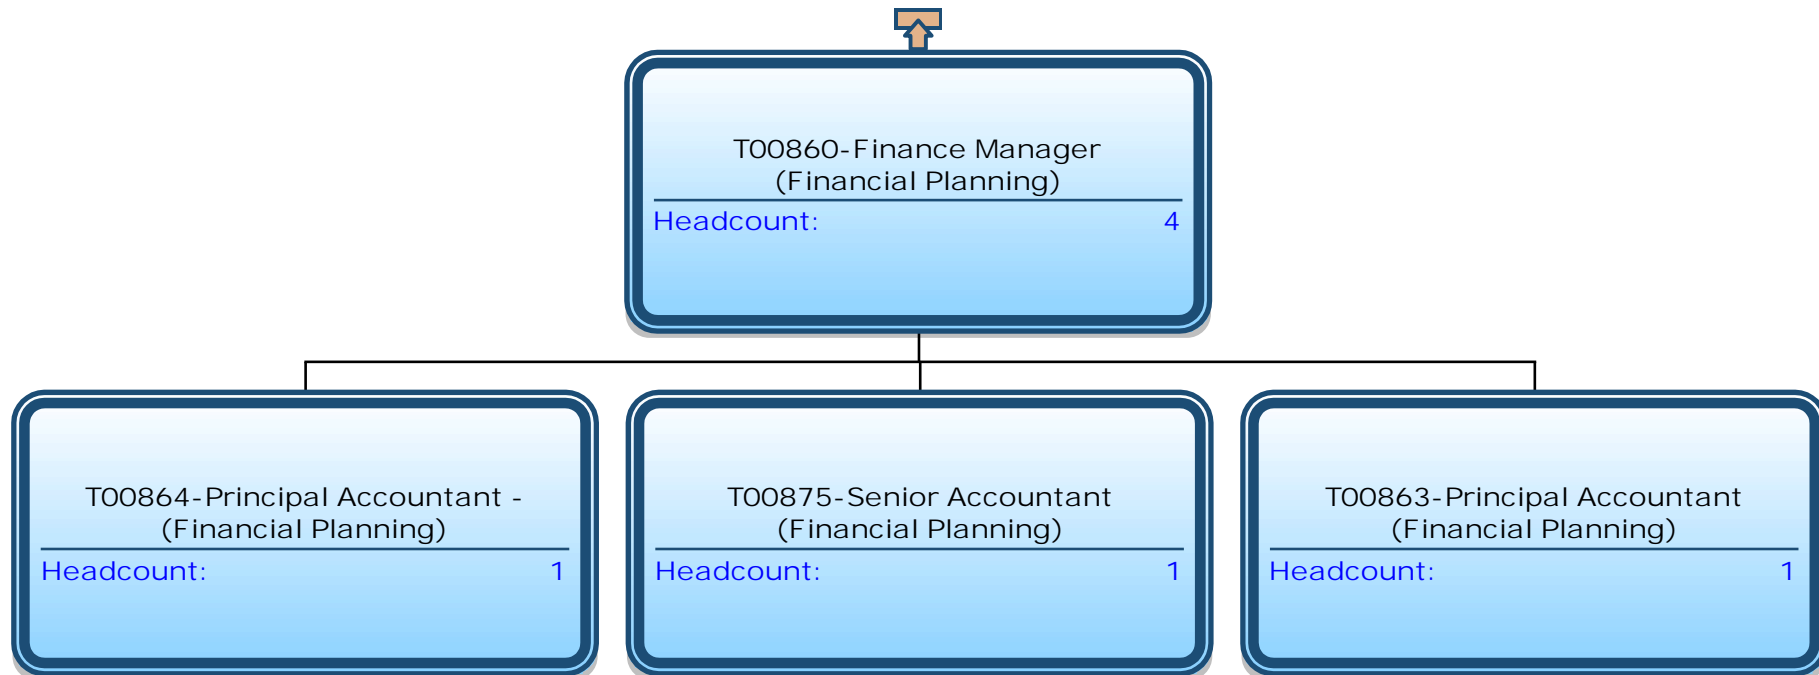 T00860-Finance Manager
(Financial Planning)
Headcount: 4
T00864-Principal Accountant -
(Financial Planning)
Headcount: 1
T00875-Senior Accountant
(Financial Planning)
Headcount: 1
T00863-Principal Accountant
(Financial Planning)
Headcount: 1